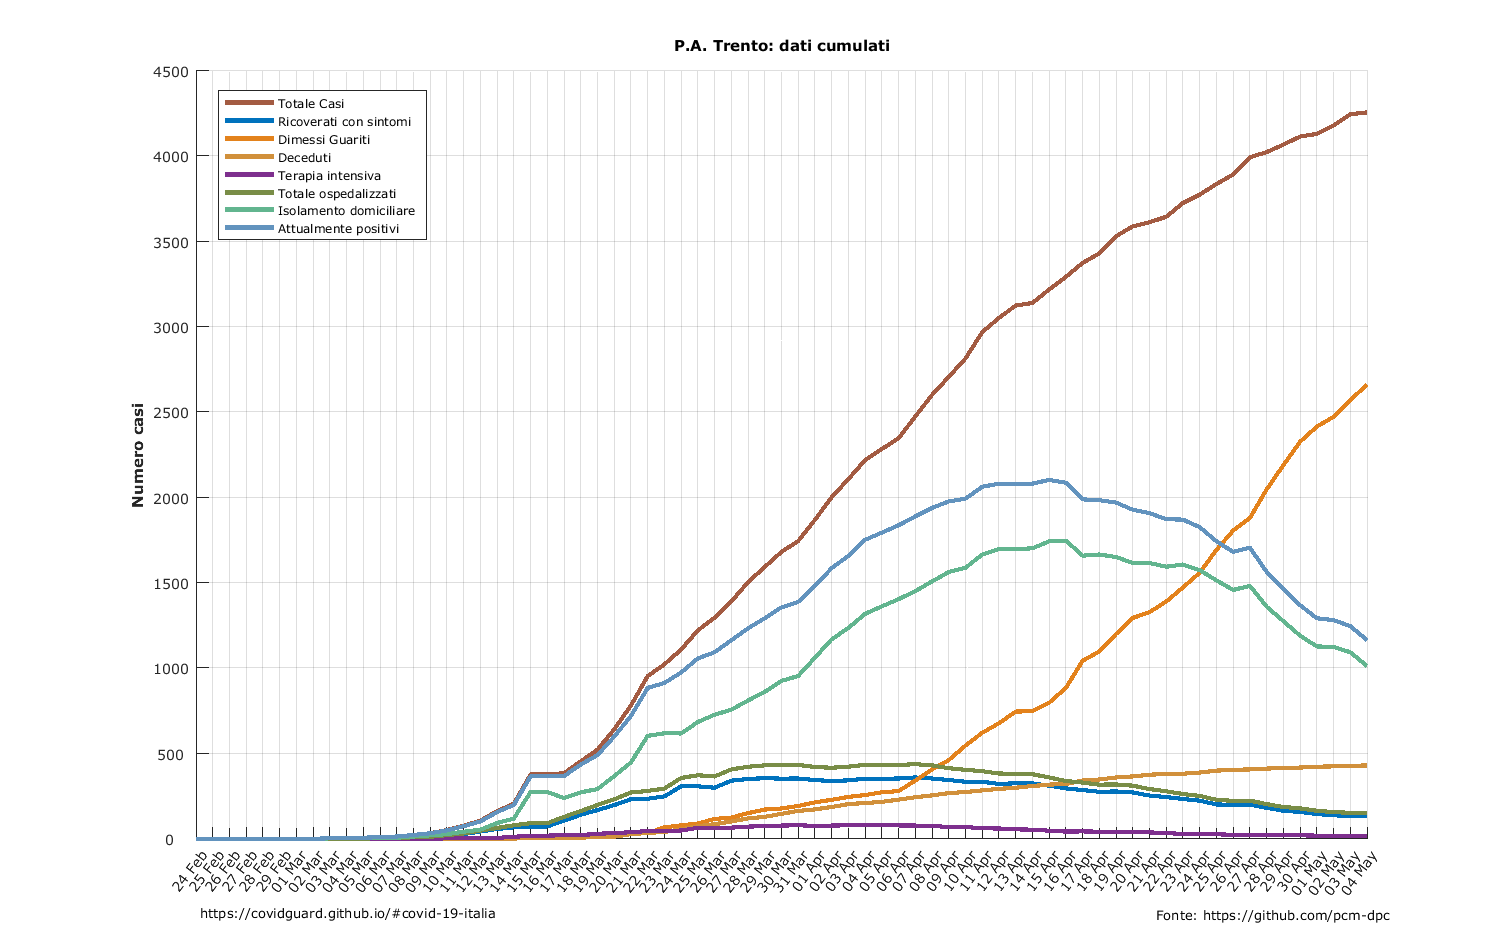 P.A. Trento: dati cumulati
4500
4000
3500
3000
2500
2000
1500
1000
500
0
Numero casi
Totale Casi
Ricoverati con sintomi
Dimessi Guariti
Deceduti
Terapia intensiva
Totale ospedalizzati
Isolamento domiciliare
Attualmente positivi
24 Feb
25 Feb
26 Feb
27 Feb
28 Feb
29 Feb
01 Mar
02 Mar
03 Mar
04 Mar
05 Mar
06 Mar
07 Mar
08 Mar
09 Mar
10 Mar
11 Mar
12 Mar
13 Mar
14 Mar
15 Mar
16 Mar
17 Mar
18 Mar
19 Mar
20 Mar
21 Mar
22 Mar
23 Mar
24 Mar
25 Mar
26 Mar
27 Mar
28 Mar
29 Mar
30 Mar
31 Mar
01 Apr
02 Apr
03 Apr
04 Apr
05 Apr
06 Apr
07 Apr
08 Apr
09 Apr
10 Apr
11 Apr
12 Apr
13 Apr
14 Apr
15 Apr
16 Apr
17 Apr
18 Apr
19 Apr
20 Apr
21 Apr
22 Apr
23 Apr
24 Apr
25 Apr
26 Apr
27 Apr
28 Apr
29 Apr
30 Apr
01 May
02 May
03 May
04 May
https://covidguard.github.io/#covid-19-italia
Fonte: https://github.com/pcm-dpc